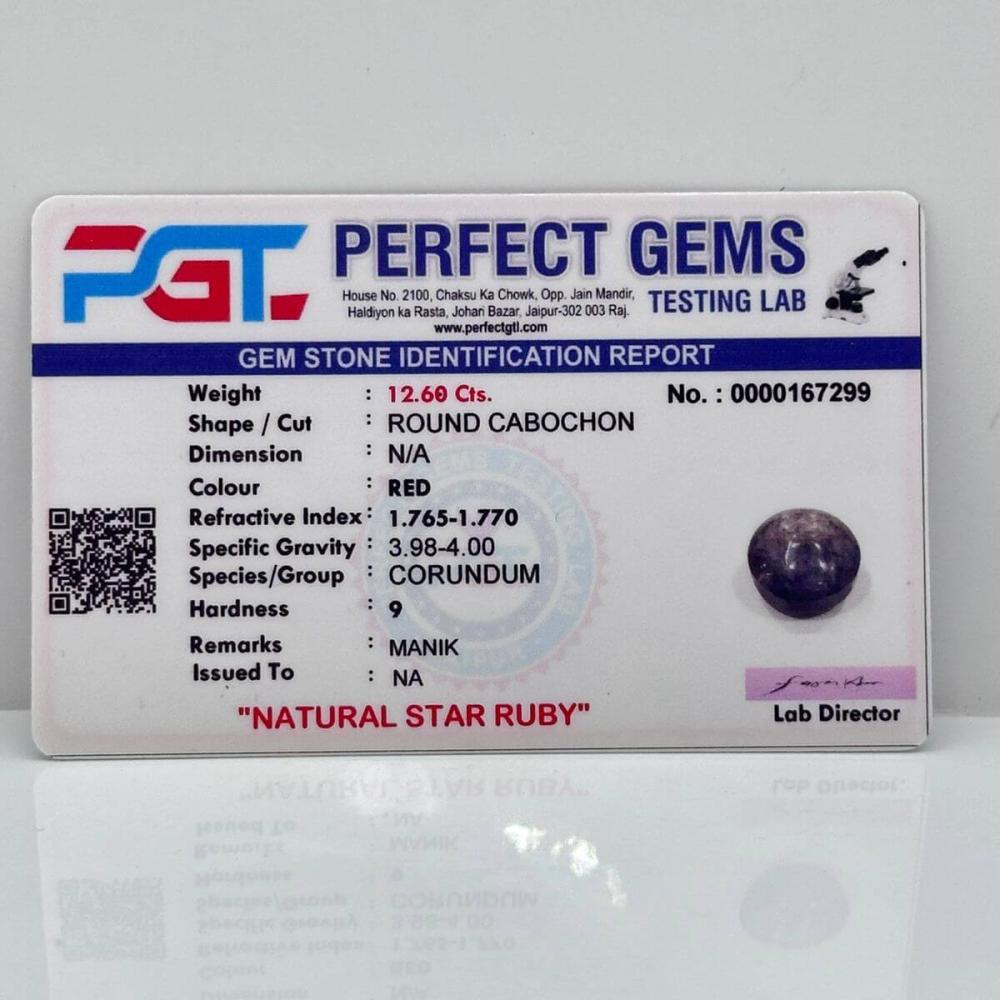 PGT.
PERFECT GEMS
House No. 2100, Chaksu Ka Chowk, Opp. Jain Mandir,
Haldiyon ka Rasta, Johari Bazar, Jaipur-302 003 Raj.
www.perfectgtl.com
TESTING LAB
GEM STONE IDENTIFICATION REPORT
Weight : 12.60 Cts.
No. : 0000167299
Shape / Cut : ROUND CABOCHON
Dimension : N/A
Colour : RED
Refractive Index : 1.765-1.770
Specific Gravity : 3.98-4.00
Species/Group : CORUNDUM
Hardness : 9
Remarks : MANIK
Issued To : NA
"NATURAL STAR RUBY"
Lab Director